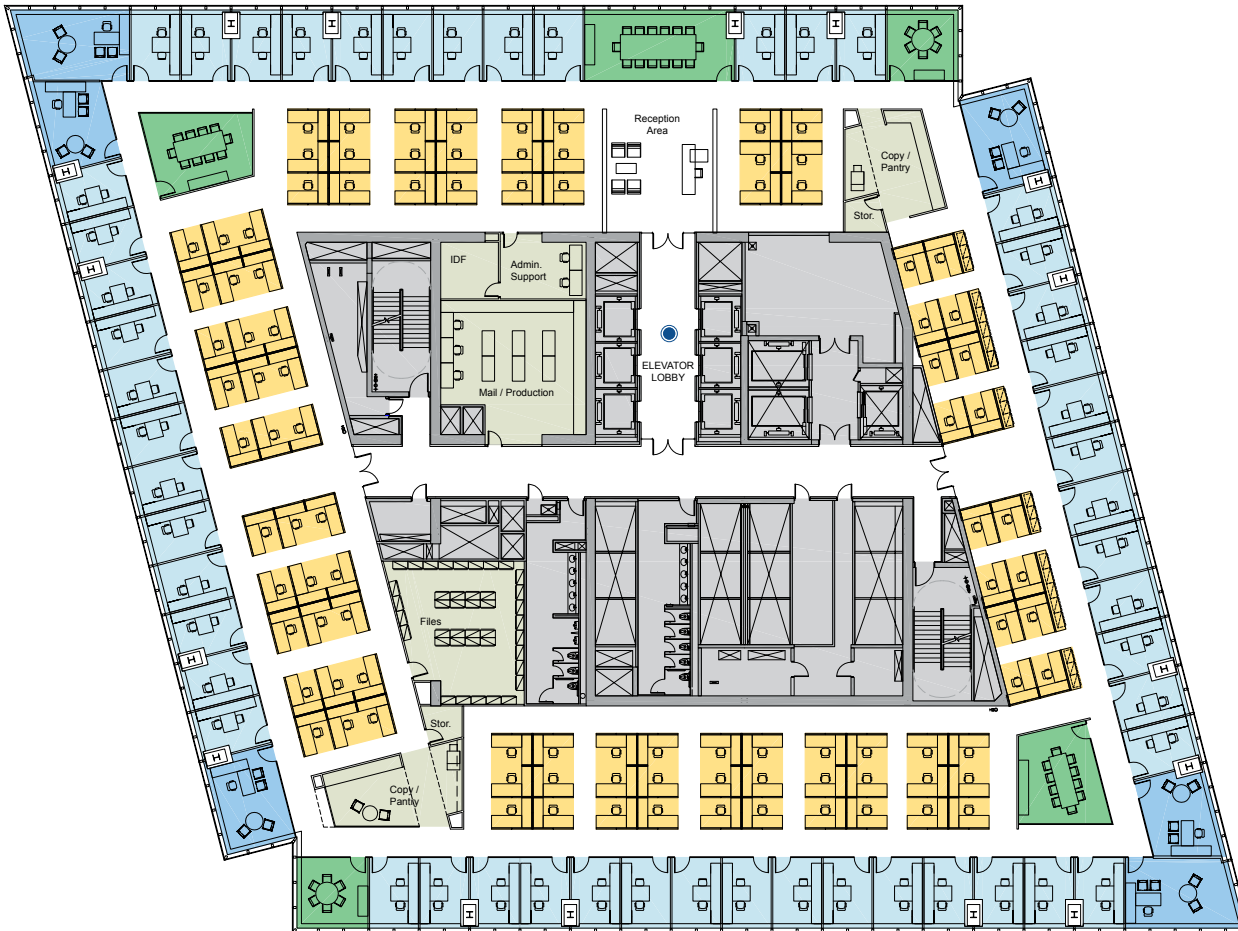 H
H
H
H
Reception
Area
Copy /
Pantry
H
H
Stor.
IDF
Admin.
Support
H
H
ELEVATOR
LOBBY
Mail / Production
Files
H
H
Stor.
H
H
Copy /
Pantry
H
H
H
H